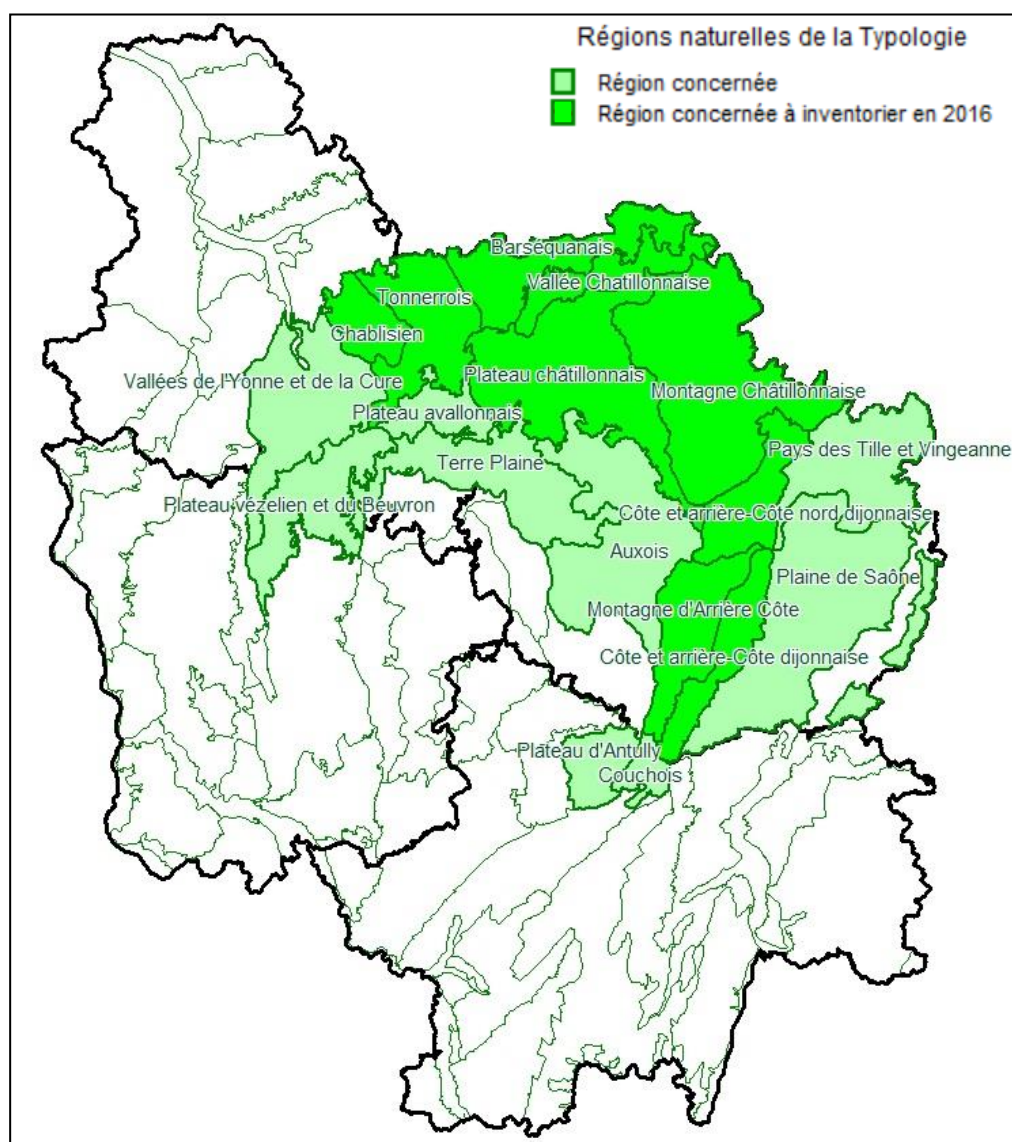 Régions naturelles de la Typologie
Région concernée
Région concernée à inventorier en 2016
Barséquanais
Vallée Chatillonnaise
Tonnerrois
Chablisien
Vallées de l'Yonne et de la Cure
Plateau châtillonnais
Montagne Châtillonnaise
Plateau avallonnais
Pays des Tille et Vingeanne
Terre Plaine
Plateau vézelien et du Beuvron
Côte et arrière-Côte nord dijonnaise
Auxois
Plaine de Saône
Montagne d'Arrière Côte
Côte et arrière-Côte dijonnaise
Plateau d'Antully
Couchois